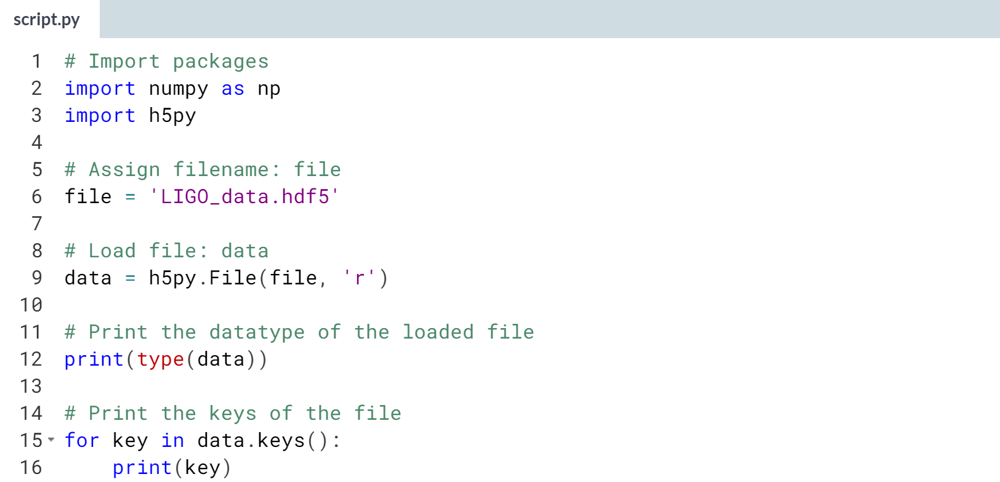 script.py
1 # Import packages
2 import numpy as np
3 import h5py
4
5 # Assign filename: file
6 file = 'LIGO_data.hdf5'
7
8 # Load file: data
9 data = h5py.File(file, 'r')
10
11 # Print the datatype of the loaded file
12 print(type(data))
13
14 # Print the keys of the file
15 for key in data.keys():
16     print(key)